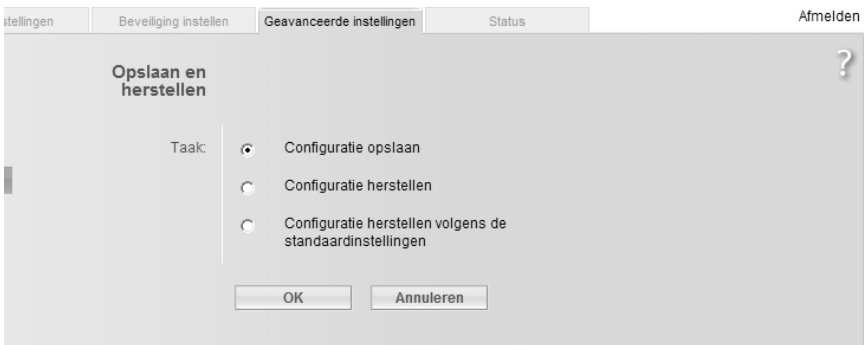 stellingen
Beveiliging instellen
Geavanceerde instellingen
Status
Afmelden
?
Opslaan en
herstellen
Taak:
Configuratie opslaan
Configuratie herstellen
Configuratie herstellen volgens de
standaardinstellingen
OK
Annuleren